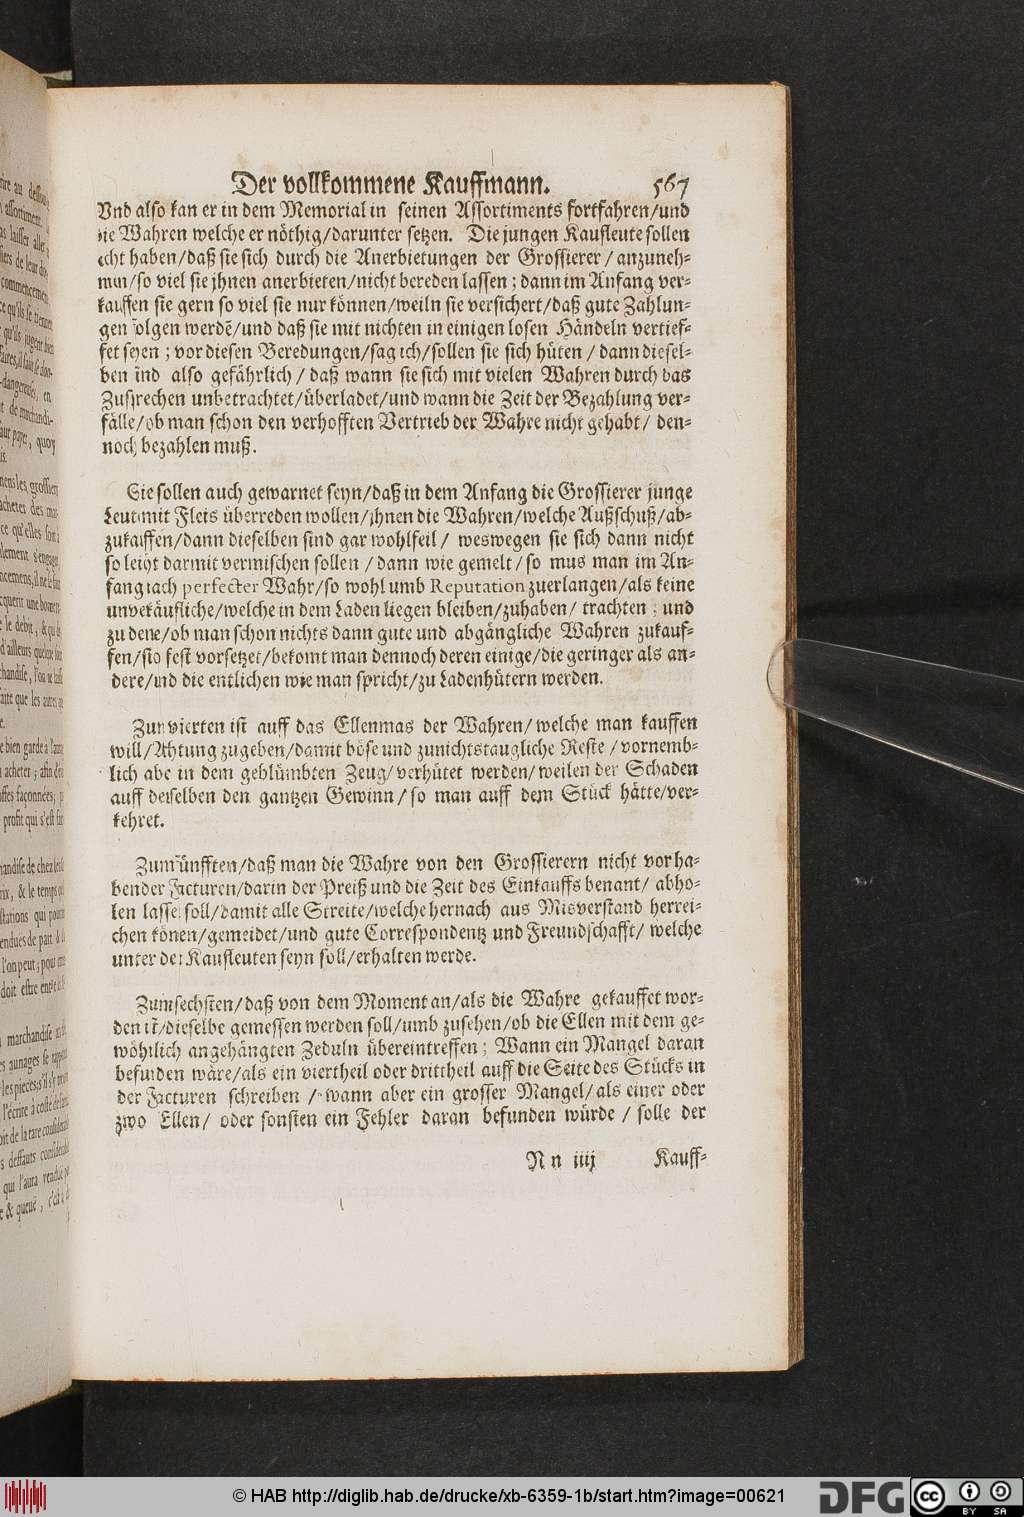 Der vollkommene Kauffmann. 567
Vnd also kan er in dem Memorial in seinen Assortiments fortfahren/und
die Wahren welche er nöthig/darunter setzen. Die jungen Kaufleute sollen
acht haben/daß sie sich durch die Anerbietungen der Grossierer/anzuneh-
men/so viel sie jhnen anerbieten/nicht bereden lassen; dann im Anfang ver-
kauffen sie gern so viel sie nur können/weiln sie versichert/daß gute Zahlun-
gen folgen werdẽ/und daß sie mit nichten in einigen losen Händeln vertief-
fet seyen; vor diesen Beredungen/sag ich/sollen sie sich hüten/dann diesel-
ben sind also gefährlich/daß wann sie sich mit vielen Wahren durch das
Zusprechen unbetrachtet/überladet/und wann die Zeit der Bezahlung ver-
fälle/ob man schon den verhofften Vertrieb der Wahre nicht gehabt/den-
noch bezahlen muß.
Sie sollen auch gewarnet seyn/daß in dem Anfang die Grossierer junge
Leut mit Fleis überreden wollen/jhnen die Wahren/welche Außschuß/ab-
zukauffen/dann dieselben sind gar wohlfeil/weswegen sie sich dann nicht
so leiht darmit vermischen sollen/dann wie gemelt/so mus man im An-
fang nach perfecter Wahr/so wohl umb Reputation zuerlangen/als keine
unvekäufliche/welche in dem Laden liegen bleiben/zuhaben/trachten; und
zu deme/ob man schon nichts dann gute und abgängliche Wahren zukauf-
fen/sich fest vorsetzet/bekomt man dennoch deren einige/die geringer als an-
dere/und die entlichen wie man spricht/zu Ladenhütern werden.
Zum vierten ist auff das Ellenmas der Wahren/welche man kauffen
will/Achtung zugeben/damit böse und zunichtstaugliche Reste/vornemb-
lich aber in dem geblümbten Zeug/verhütet werden/weilen der Schaden
auff derselben den gantzen Gewinn/so man auff dem Stück hätte/ver-
kehret.
Zum fünfften/daß man die Wahre von den Grossierern nicht vorha-
bender Facturen/darin der Preiß und die Zeit des Einkauffs benant/abho-
len lassen soll/damit alle Streite/welche hernach aus Misverstand herrei-
chen könen/gemeidet/und gute Correspondentz und Freundschafft/welche
unter den Kaufleuten seyn soll/erhalten werde.
Zum sechsten/daß von dem Moment an/als die Wahre gekauffet wor-
den ist/dieselbe gemessen werden soll/umb zusehen/ob die Ellen mit dem ge-
wöhnlich angehängten Zeduln übereintreffen; Wann ein Mangel daran
befunden wäre/als ein viertheil oder drittheil auff die Seite des Stücks in
der Facturen schreiben/wann aber ein grosser Mangel/als einer oder
zwo Ellen/oder sonsten ein Fehler daran befunden würde/solle der
N n iiij Kauff-
© HAB http://diglib.hab.de/drucke/xb-6359-1b/start.htm?image=00621
DFG
cc BY SA